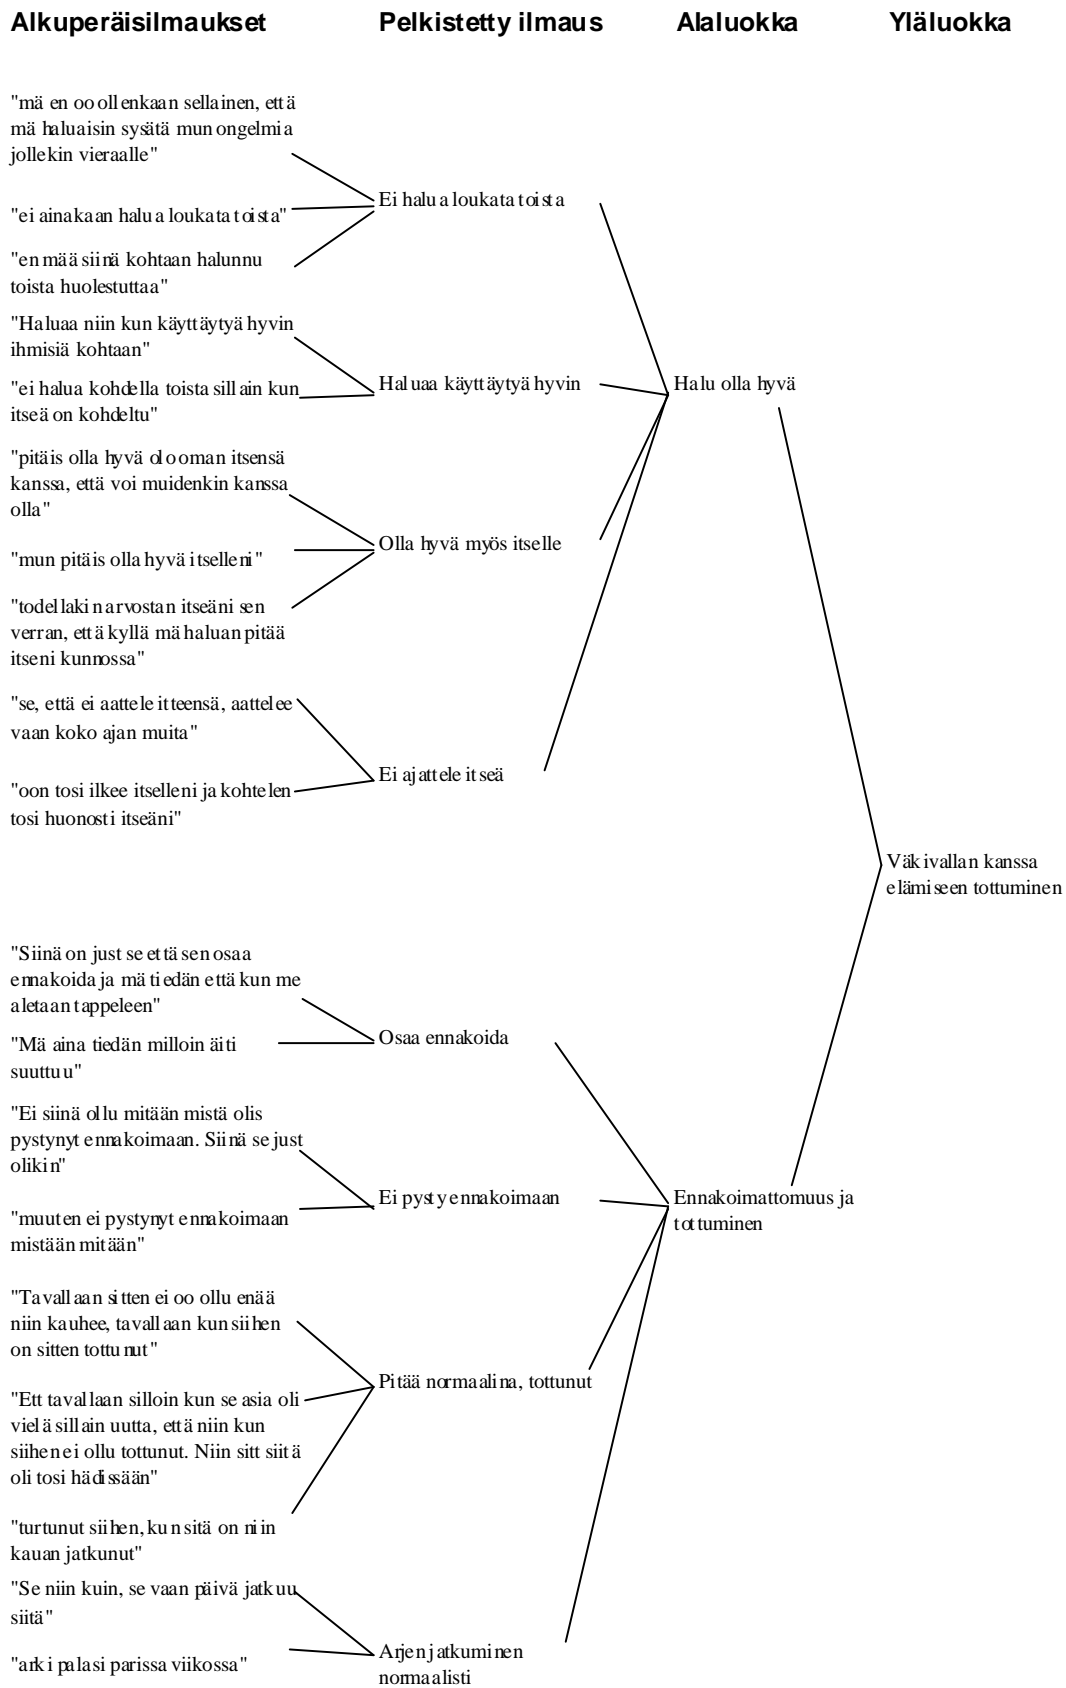 Alkuperäisilmaukset Pelkistetty ilmaus Alaluokka Yläluokka
"mä en oo ollenkaan sellainen, että
mä haluaisin sysätä mun ongelmia
jollekin vieraalle"
Ei halua loukata toista
"ei ainakaan halua loukata toista"
"en mää siinä kohtaan halunnu
toista huolestuttaa"
"Haluaa niin kun käyttäytyä hyvin
ihmisiä kohtaan"
Haluaa käyttäytyä hyvin
Halu olla hyvä
"ei halua kohdella toista sillain kun
itseä on kohdeltu"
"pitäis olla hyvä olooman itsensä
kanssa, että voi muidenkin kanssa
olla"
Olla hyvä myös itselle
"mun pitäis olla hyvä itselleni"
"todellakin arvostan itseäni sen
verran, että kyllä mä haluan pitää
itseni kunnossa"
"se, että ei aattele itteensä, aattelee
vaan koko ajan muita"
Ei ajattele itseä
"oon tosi ilkee itselleni ja kohtelen
tosi huonosti itseäni"
Väkivallan kanssa
elämiseen tottuminen
"Siinä on just se että sen osaa
ennakoida ja mä tiedän että kun me
aletaan tappeleen"
Osaa ennakoida
"Mä aina tiedän milloin äiti
suuttuu"
"Ei siinä ollu mitään mistä olis
pystynyt ennakoimaan. Siinä se just
olikin"
Ei pysty ennakoimaan
Ennakoimattomuus ja
tottuminen
"muuten ei pystynyt ennakoimaan
mistään mitään"
"Tavallaan sitten ei oo ollu enää
niin kauhee, tavallaan kun siihen
on sitten tottunut"
Pitää normaalina, tottunut
"Ett tavallaan silloin kun se asia oli
vielä sillain uutta, että niin kun
siihen ei ollu tottunut. Niin sitt siitä
oli tosi hädissään"
"turtunut siihen, kun sitä on niin
kauan jatkunut"
"Se niin kuin, se vaan päivä jatkuu
siitä"
Arjen jatkuminen
normaalisti
"arki palasi parissa viikossa"